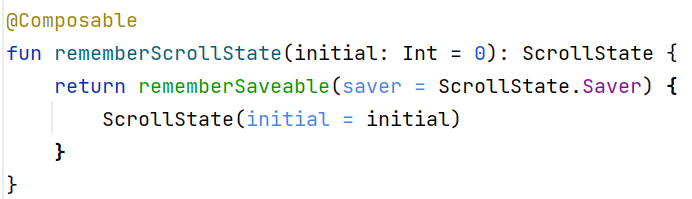 @Composable
fun rememberScrollState(initial: Int = 0): ScrollState {
    return rememberSaveable(saver = ScrollState.Saver) {
        ScrollState(initial = initial)
    }
}